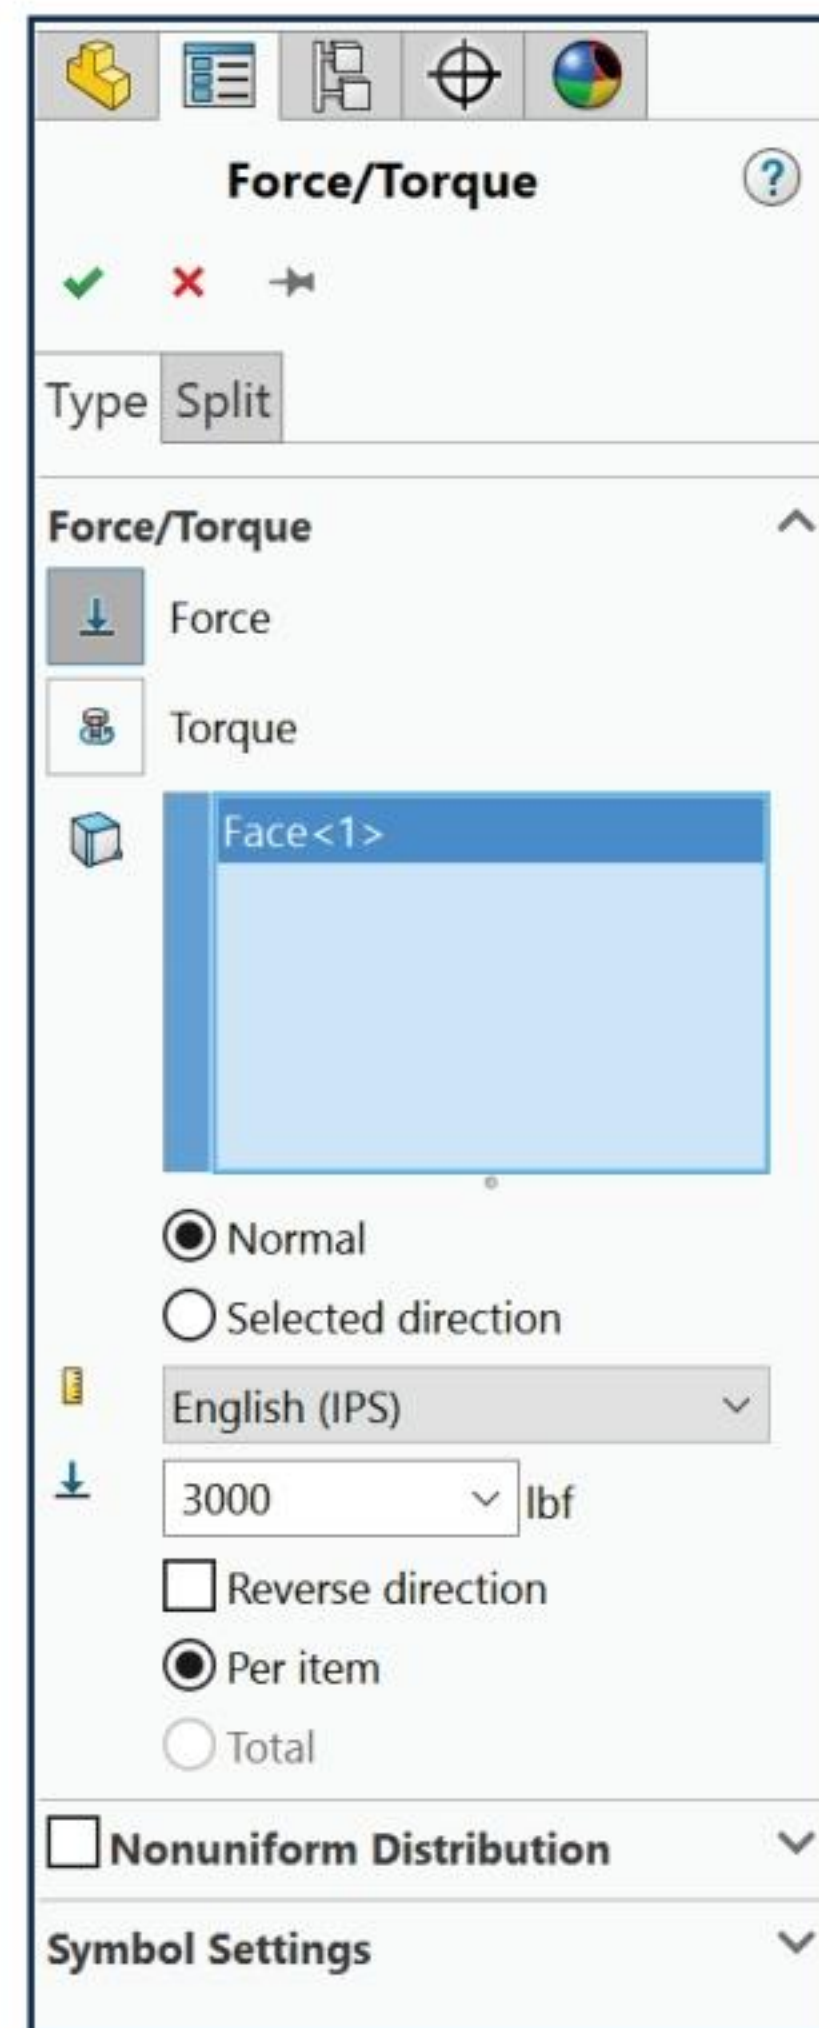 Force/Torque ?
Type Split
Force/Torque
Force
Torque
Face<1>
Normal
Selected direction
English (IPS)
3000 lbf
Reverse direction
Per item
Total
Nonuniform Distribution
Symbol Settings